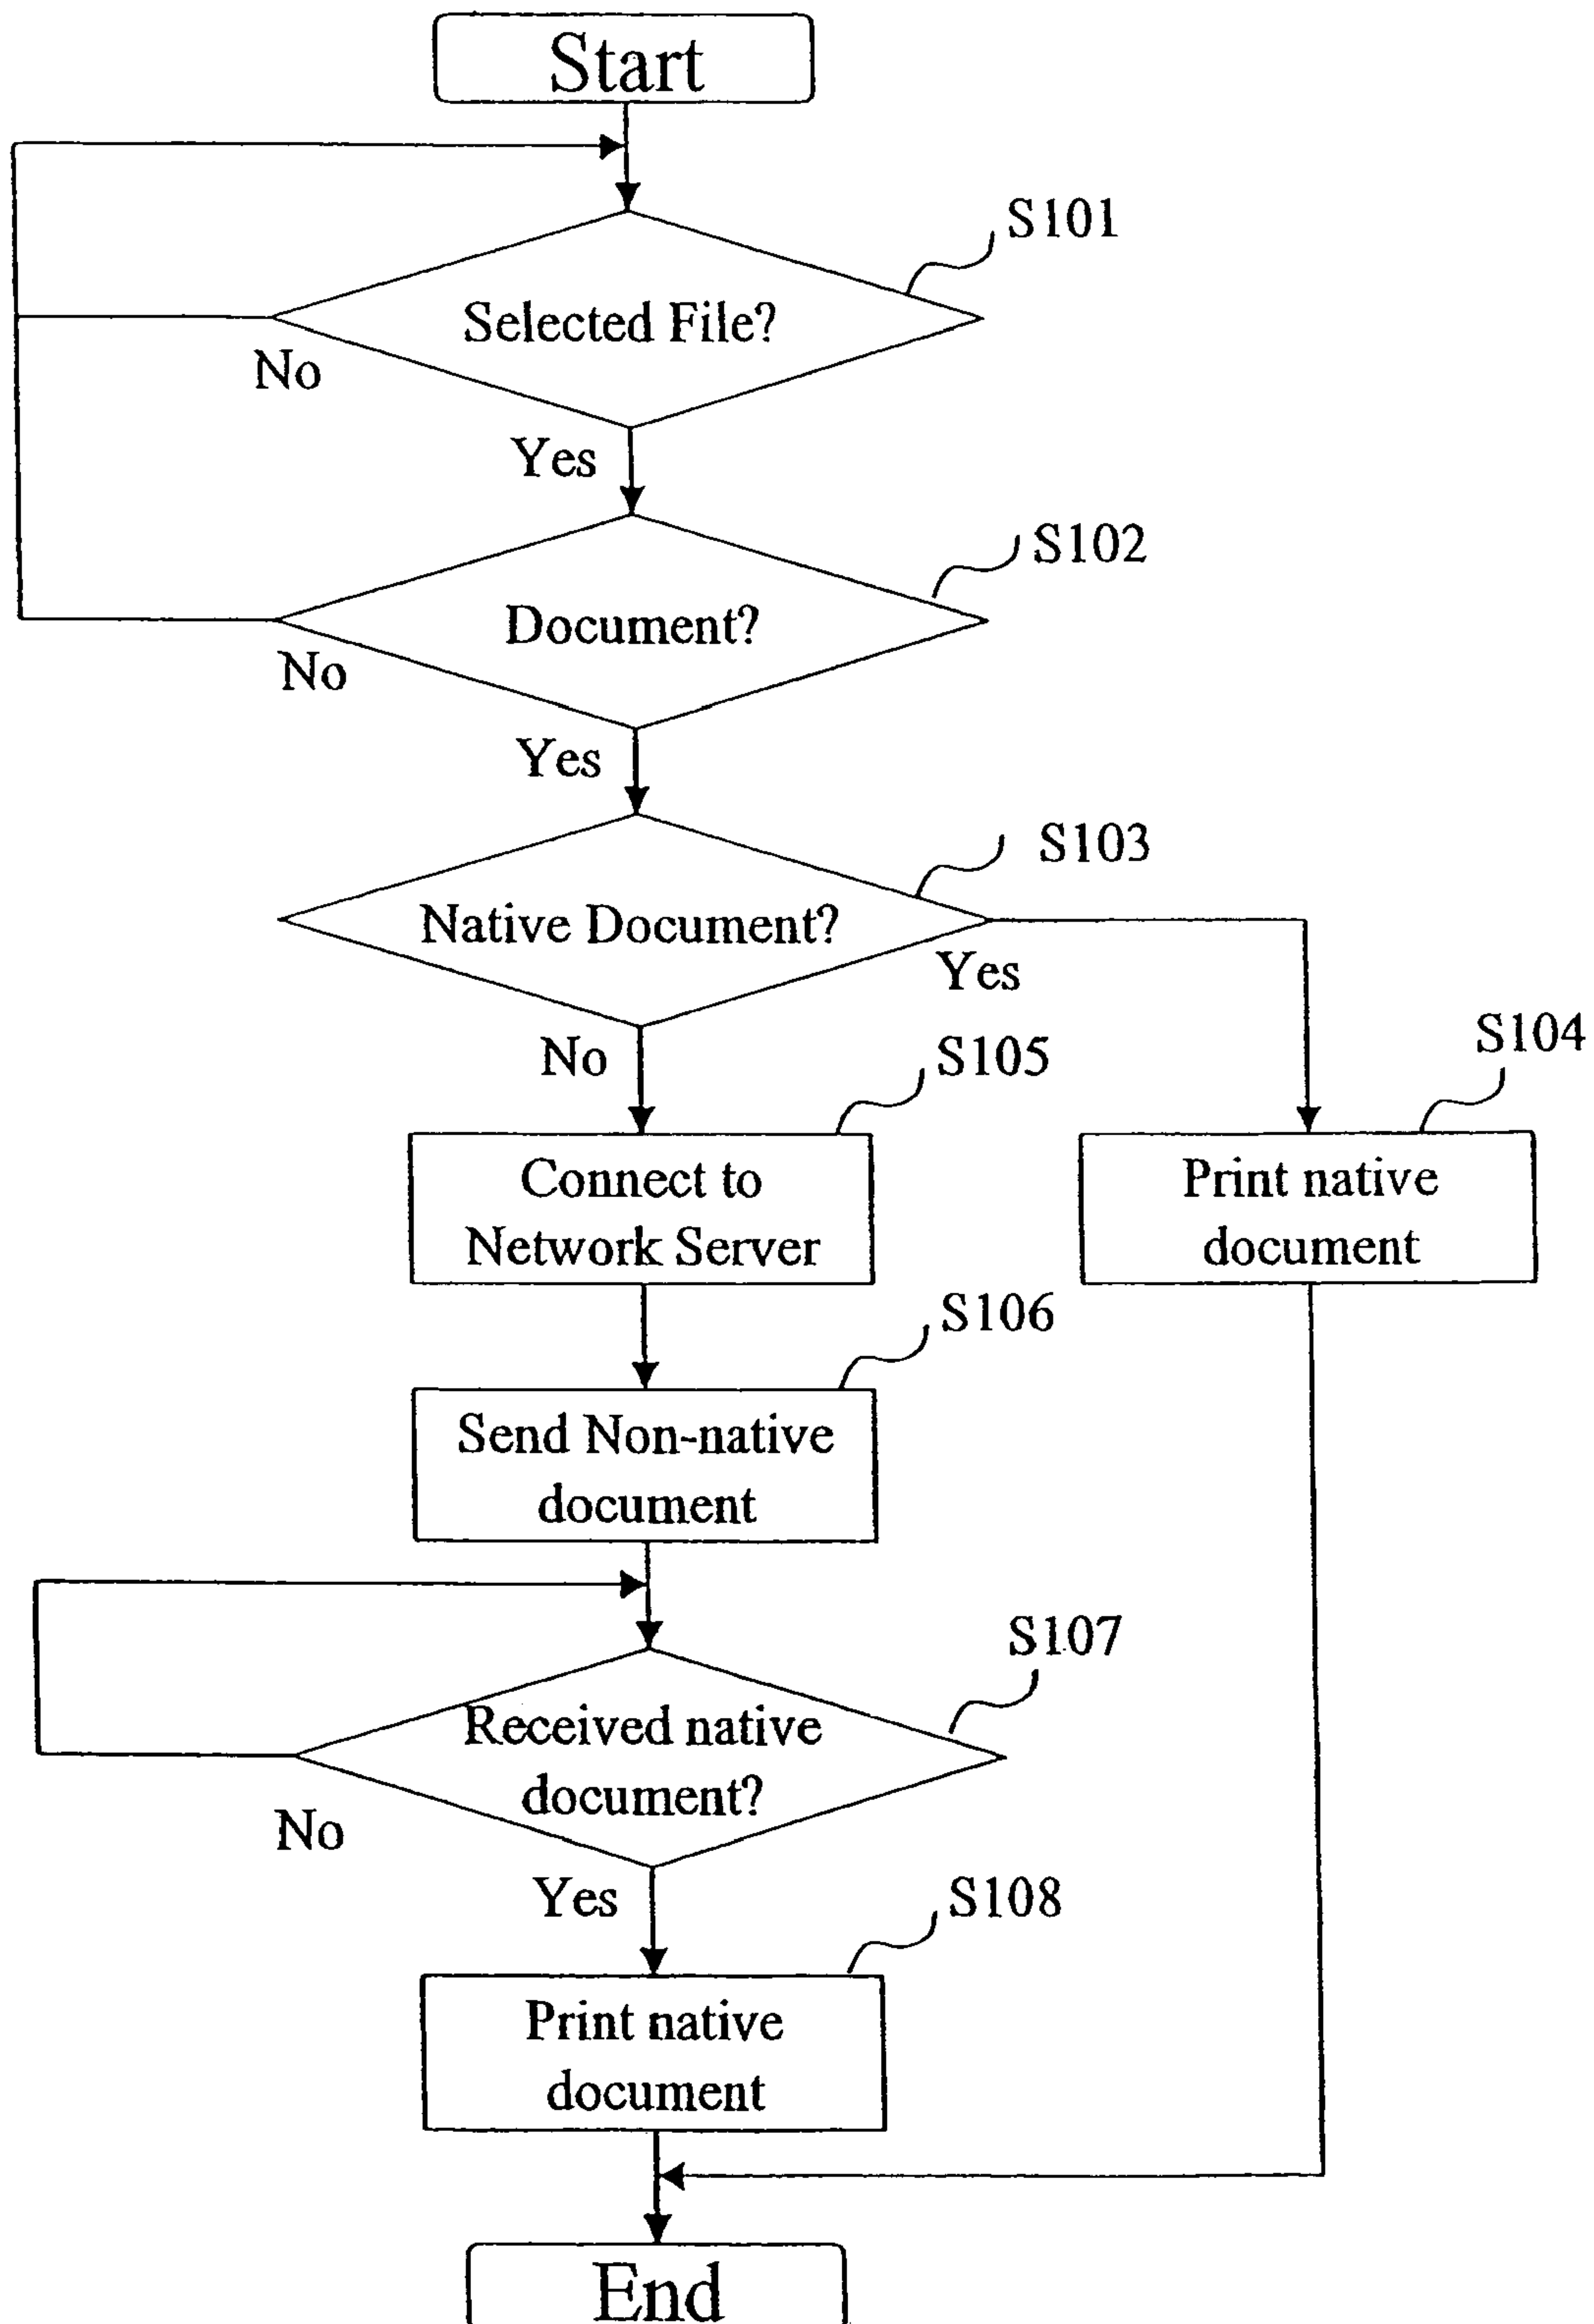 Start
S101
Selected File?
No
Yes
S102
Document?
No
Yes
S103
Native Document?
Yes
No
S105
S104
Connect to
Network Server
Print native
document
S106
Send Non-native
document
S107
Received native
document?
No
Yes
S108
Print native
document
End